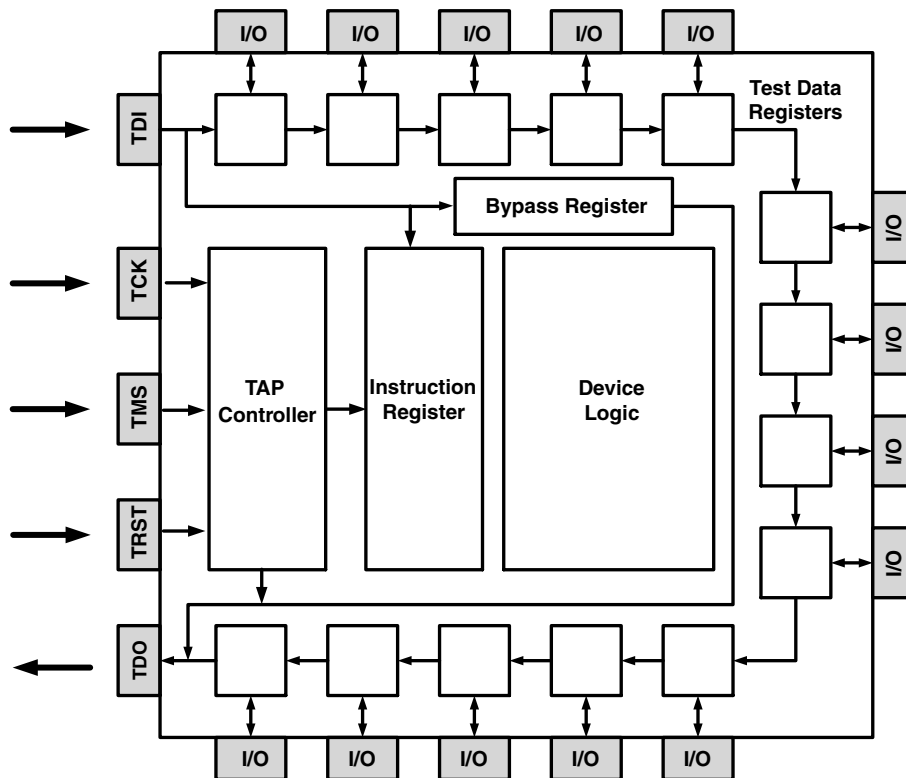 I/O
I/O
I/O
I/O
I/O
Test Data
Registers
TDI
Bypass Register
I/O
TCK
I/O
TAP
Controller
Instruction
Register
Device
Logic
TMS
I/O
TRST
I/O
TDO
I/O
I/O
I/O
I/O
I/O